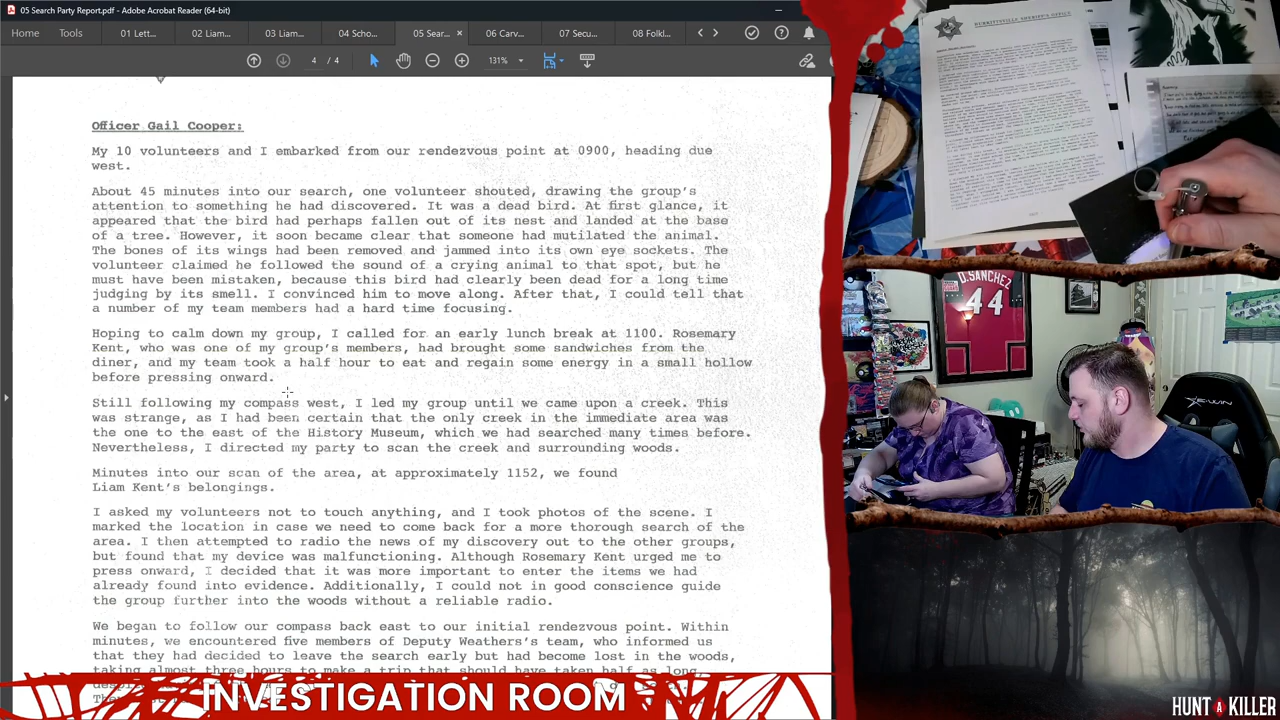 05 Search Party Report.pdf - Adobe Acrobat Reader (64-bit)
Home Tools 01 Lett... 02 Liam... 03 Liam... 04 Scho... 05 Sear... 06 Carv... 07 Secu... 08 Folkl...
4 / 4 131%
Officer Gail Cooper:
My 10 volunteers and I embarked from our rendezvous point at 0900, heading due
west.
About 45 minutes into our search, one volunteer shouted, drawing the group's
attention to something he had discovered. It was a dead bird. At first glance, it
appeared that the bird had perhaps fallen out of its nest and landed at the base
of a tree. However, it soon became clear that someone had mutilated the animal.
The bones of its wings had been removed and jammed into its own eye sockets. The
volunteer claimed he followed the sound of a crying animal to that spot, but he
must have been mistaken because this bird had clearly been dead for a long time
judging by its smell. I convinced him to move along. After that, I could tell that
a number of my team members had a hard time focusing.
Hoping to calm down my group, I called for an early lunch break at 1100. Rosemary
Kent, who was one of my group's members, had brought some sandwiches from the
diner, and my team took a half hour to eat and regain some energy in a small hollow
before pressing onward.
Still following my compass west, I led my group until we came upon a creek. This
was strange, as I had been certain that the only creek in the immediate area was
the one to the east of the History Museum, which we had searched many times before.
Nevertheless, I directed my party to scan the creek and surrounding woods.
Minutes into our scan of the area, at approximately 1152, we found
Liam Kent's belongings.
I asked my volunteers not to touch anything, and I took photos of the scene. I
marked the location in case we need to come back for a more thorough search of the
area. I then attempted to radio the news of my discovery out to the other groups,
but found that my device was malfunctioning. Although Rosemary Kent urged me to
press onward, I decided that it was more important to enter the items we had
already found into evidence. Additionally, I could not in good conscience guide
the group further into the woods without a reliable radio.
We began to follow our compass back east to our initial rendezvous point. Within
minutes, we encountered five members of Deputy Weathers's team, who informed us
that they had decided to leave the search early but had become lost in the woods,
taking almost three hours to make a trip that should have taken half as long,
INVESTIGATION ROOM
BURKITTSVILLE SHERIFF'S OFFICE
D.SANCHEZ
44
E-WIN
HUNT A KILLER